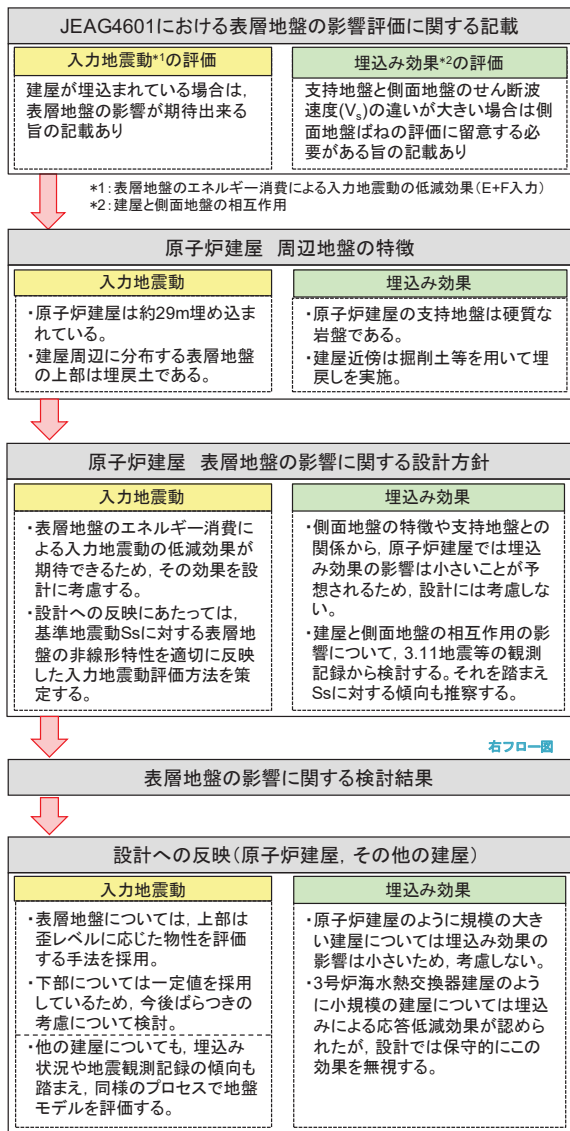 JEAG4601における表層地盤の影響評価に関する記載
入力地震動*1の評価
建屋が埋込まれている場合は,
表層地盤の影響が期待出来る
旨の記載あり
埋込み効果*2の評価
支持地盤と側面地盤のせん断波
速度(Vs)の違いが大きい場合は側
面地盤ばねの評価に留意する必
要がある旨の記載あり
*1:表層地盤のエネルギー消費による入力地震動の低減効果(E+F入力)
*2:建屋と側面地盤の相互作用
原子炉建屋 周辺地盤の特徴
入力地震動
・原子炉建屋は約29m埋め込ま
れている。
・建屋周辺に分布する表層地盤
の上部は埋戻土である。
埋込み効果
・原子炉建屋の支持地盤は硬質な
岩盤である。
・建屋近傍は掘削土等を用いて埋
戻しを実施。
原子炉建屋 表層地盤の影響に関する設計方針
入力地震動
・表層地盤のエネルギー消費に
よる入力地震動の低減効果が
期待できるため,その効果を設
計に考慮する。
・設計への反映にあたっては,
基準地震動Ssに対する表層地
盤の非線形特性を適切に反映
した入力地震動評価方法を策
定する。
埋込み効果
・側面地盤の特徴や支持地盤との
関係から,原子炉建屋では埋込
み効果の影響は小さいことが予
想されるため,設計には考慮しな
い。
・建屋と側面地盤の相互作用の影
響について,3.11地震等の観測
記録から検討する。それを踏まえ
Ssに対する傾向も推察する。
右フロー図
表層地盤の影響に関する検討結果
設計への反映(原子炉建屋,その他の建屋)
入力地震動
・表層地盤については,上部は
歪レベルに応じた物性を評価
する手法を採用。
・下部については一定値を採用
しているため,今後ばらつきの
考慮について検討。
・他の建屋についても,埋込み
状況や地震観測記録の傾向も
踏まえ,同様のプロセスで地盤
モデルを評価する。
埋込み効果
・原子炉建屋のように規模の大き
い建屋については埋込み効果の
影響は小さいため,考慮しない。
・3号炉海水熱交換器建屋のよう
に小規模の建屋については埋込
みによる応答低減効果が認めら
れたが,設計では保守的にこの
効果を無視する。